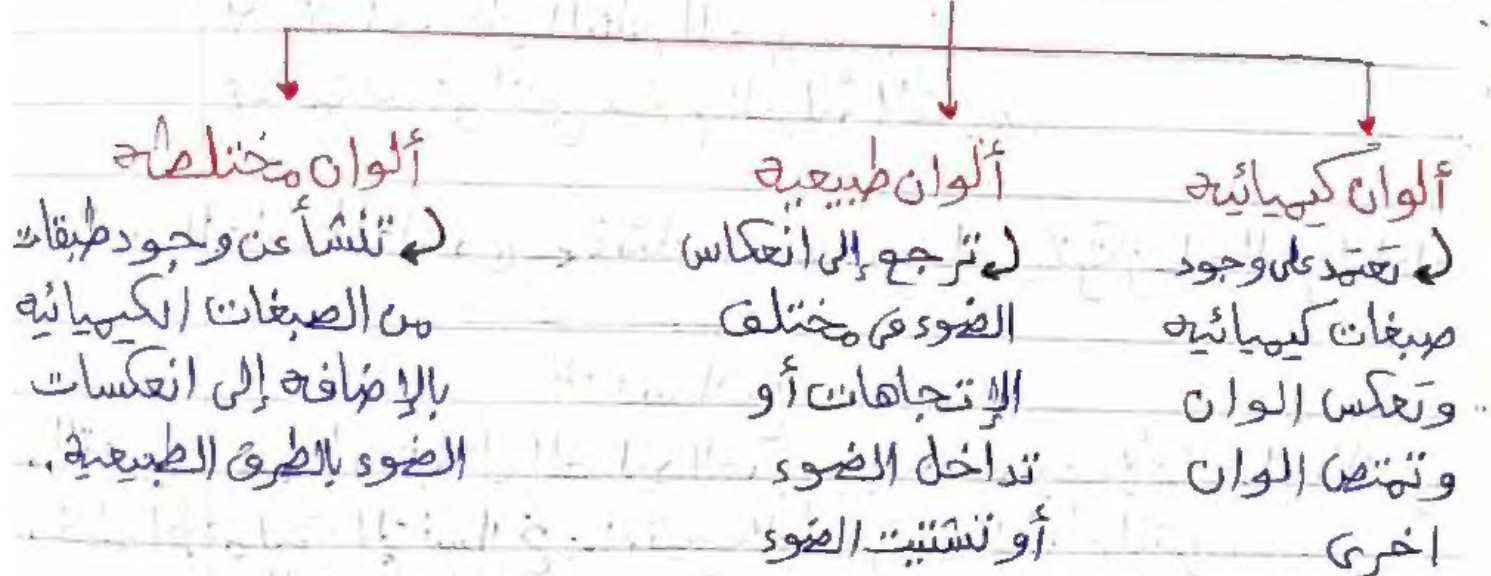 ألوان كيميائية
تعتمد على وجود
صبغات كيميائية
وتعكس الوان
وتمتص الوان
اخرى
ألوان طبيعية
ترجع إلى انعكاس
الضوء في مختلف
الإتجاهات أو
تداخل الضوء
أو تشتيت الضوء
ألوان مختلطة
تنشأ عن وجود طبقات
من الصبغات الكيميائية
بالإضافة إلى انعكسات
الضوء بالطرق الطبيعية..